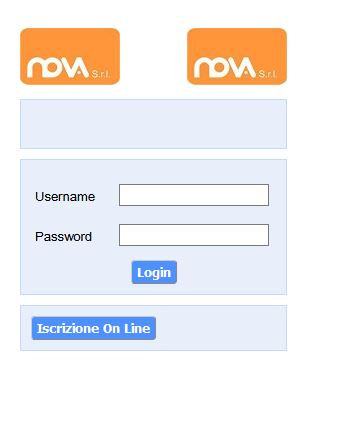 NOVA S.r.l.
NOVA S.r.l.
Username
Password
Login
Iscrizione On Line